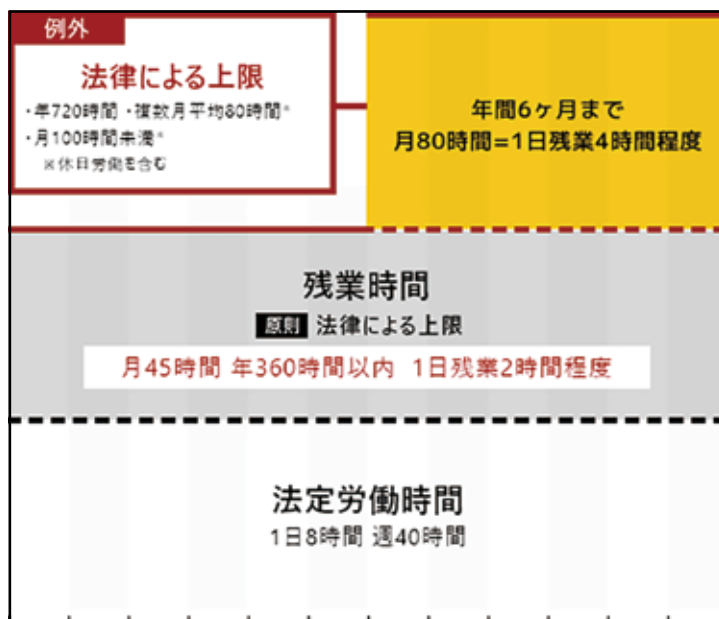 例外
法律による上限
・年720時間 ・複数月平均80時間*
・月100時間未満*
※休日労働を含む
年間6ヶ月まで
月80時間=1日残業4時間程度
残業時間
原則 法律による上限
月45時間 年360時間以内 1日残業2時間程度
法定労働時間
1日8時間 週40時間